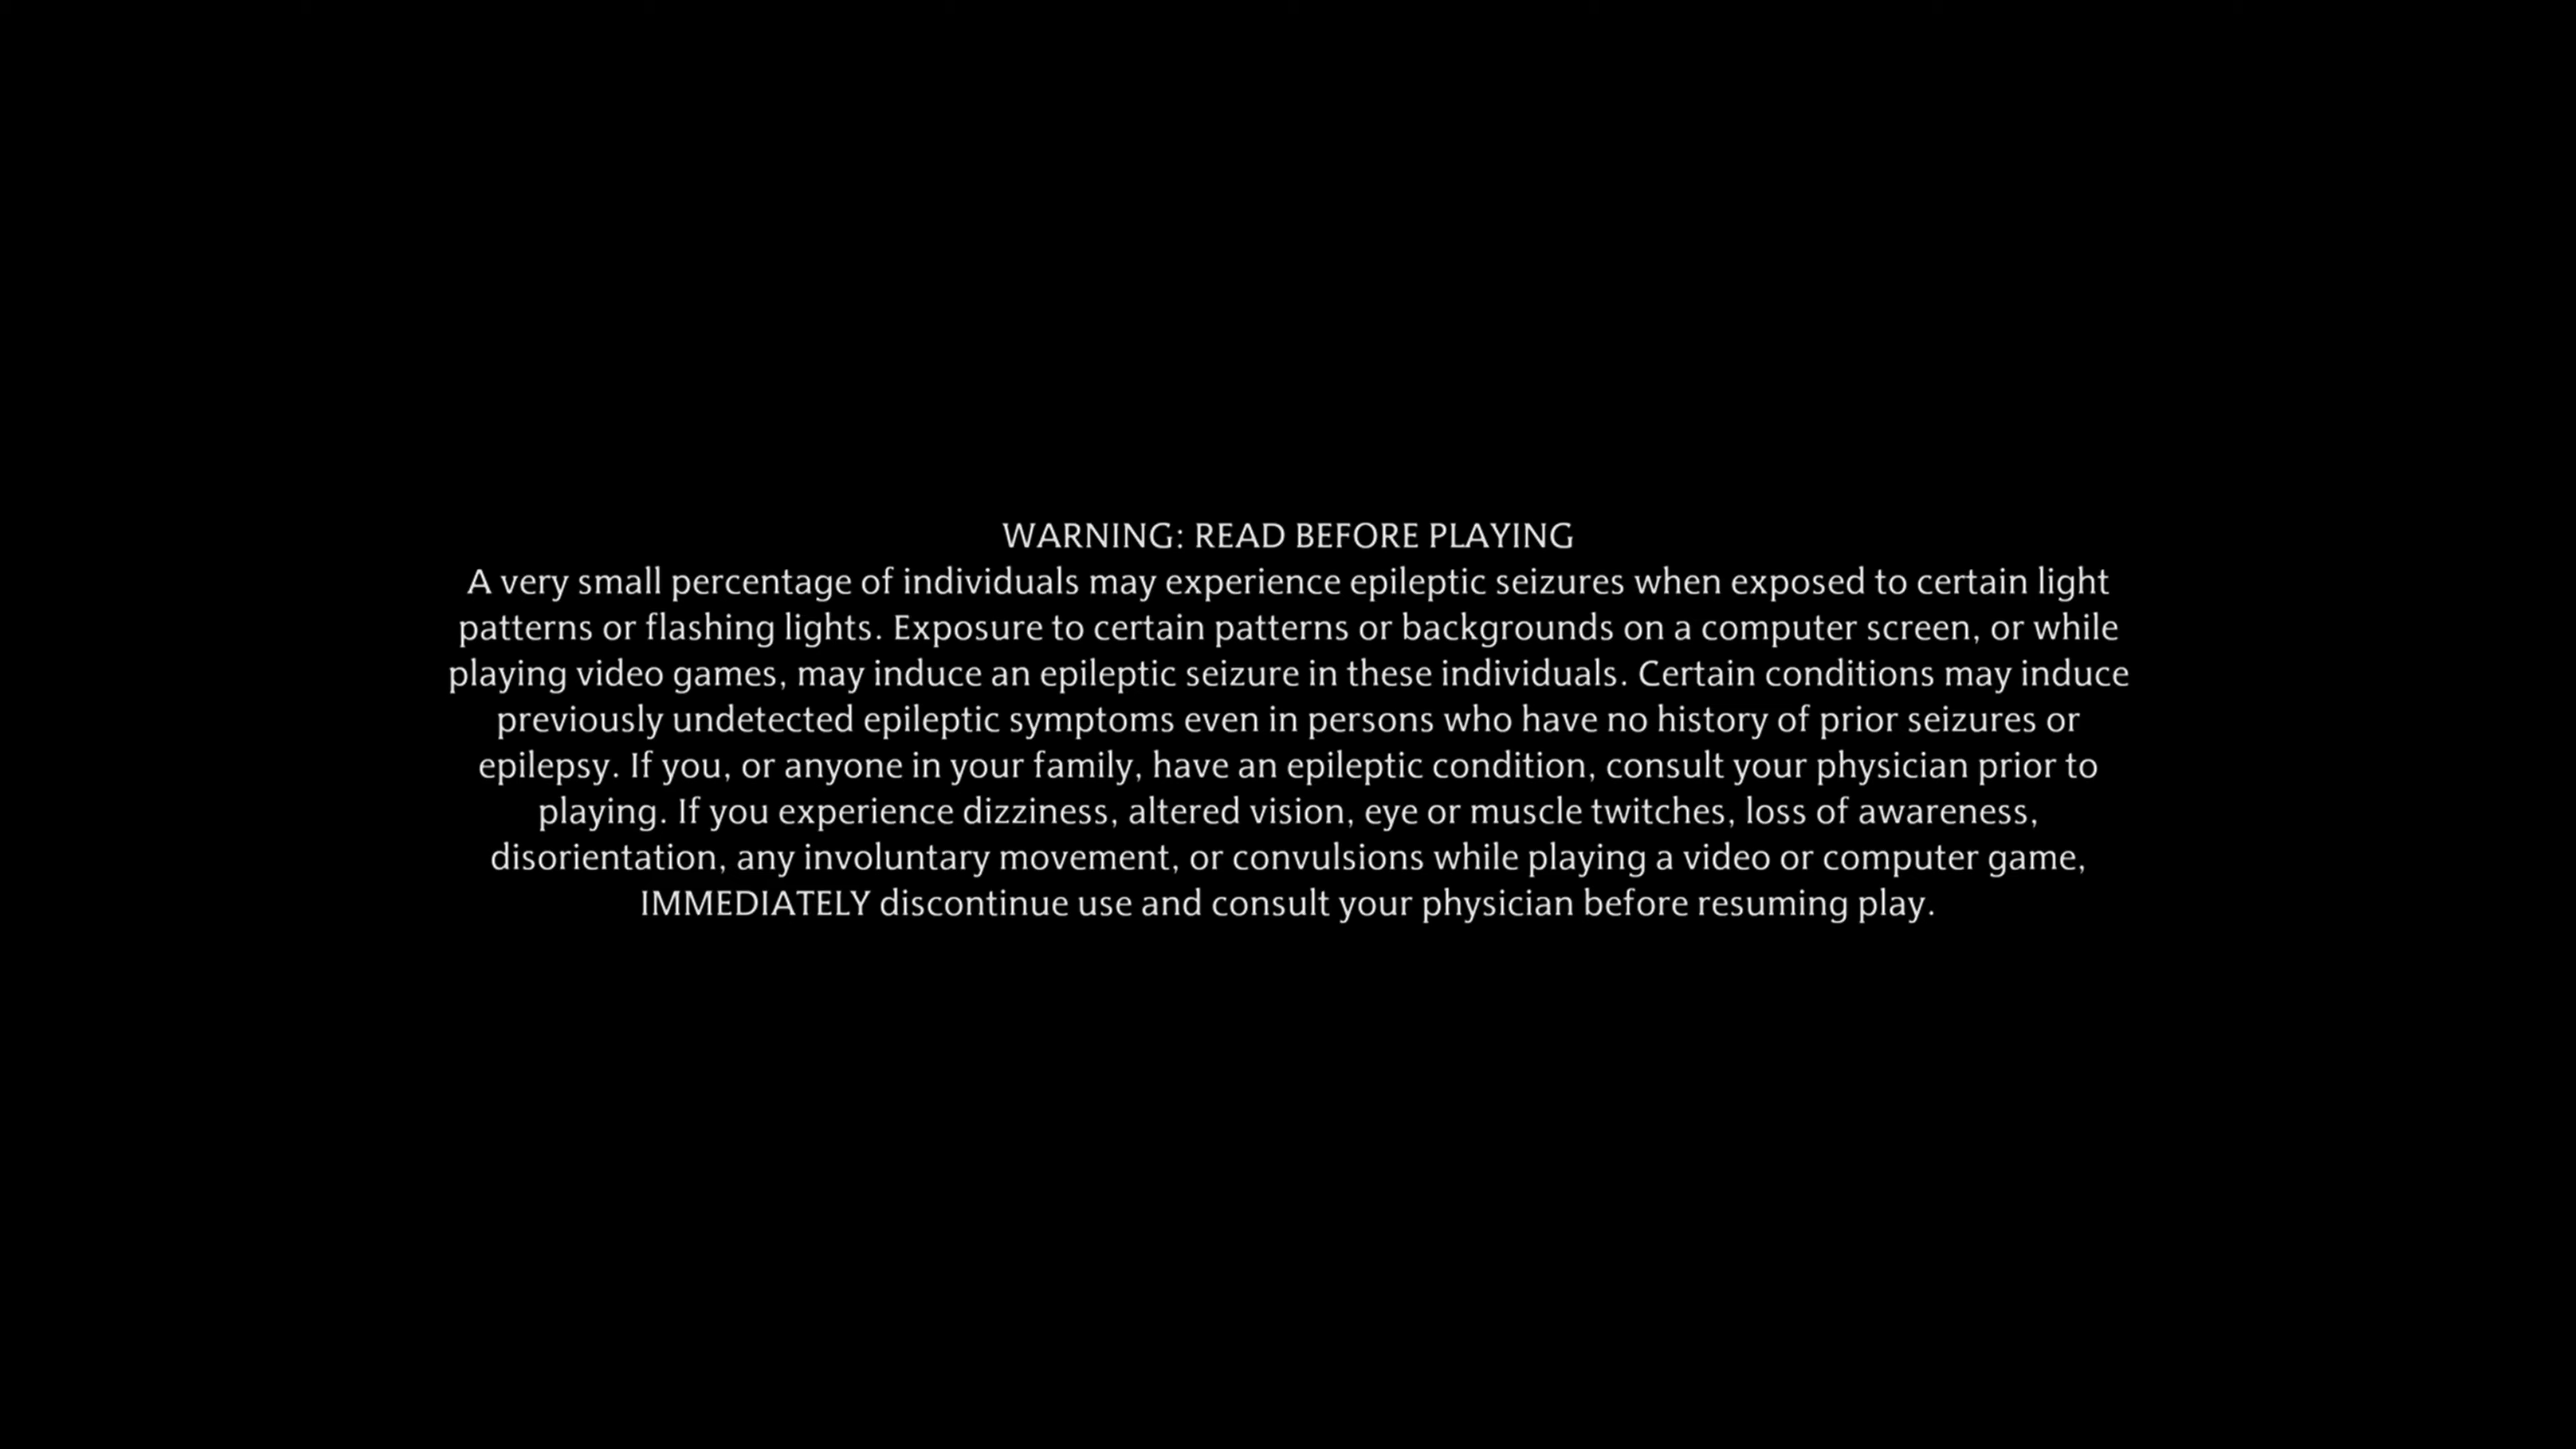 WARNING: READ BEFORE PLAYING
A very small percentage of individuals may experience epileptic seizures when exposed to certain light
patterns or flashing lights. Exposure to certain patterns or backgrounds on a computer screen, or while
playing video games, may induce an epileptic seizure in these individuals. Certain conditions may induce
previously undetected epileptic symptoms even in persons who have no history of prior seizures or
epilepsy. If you, or anyone in your family, have an epileptic condition, consult your physician prior to
playing. If you experience dizziness, altered vision, eye or muscle twitches, loss of awareness,
disorientation, any involuntary movement, or convulsions while playing a video or computer game,
IMMEDIATELY discontinue use and consult your physician before resuming play.